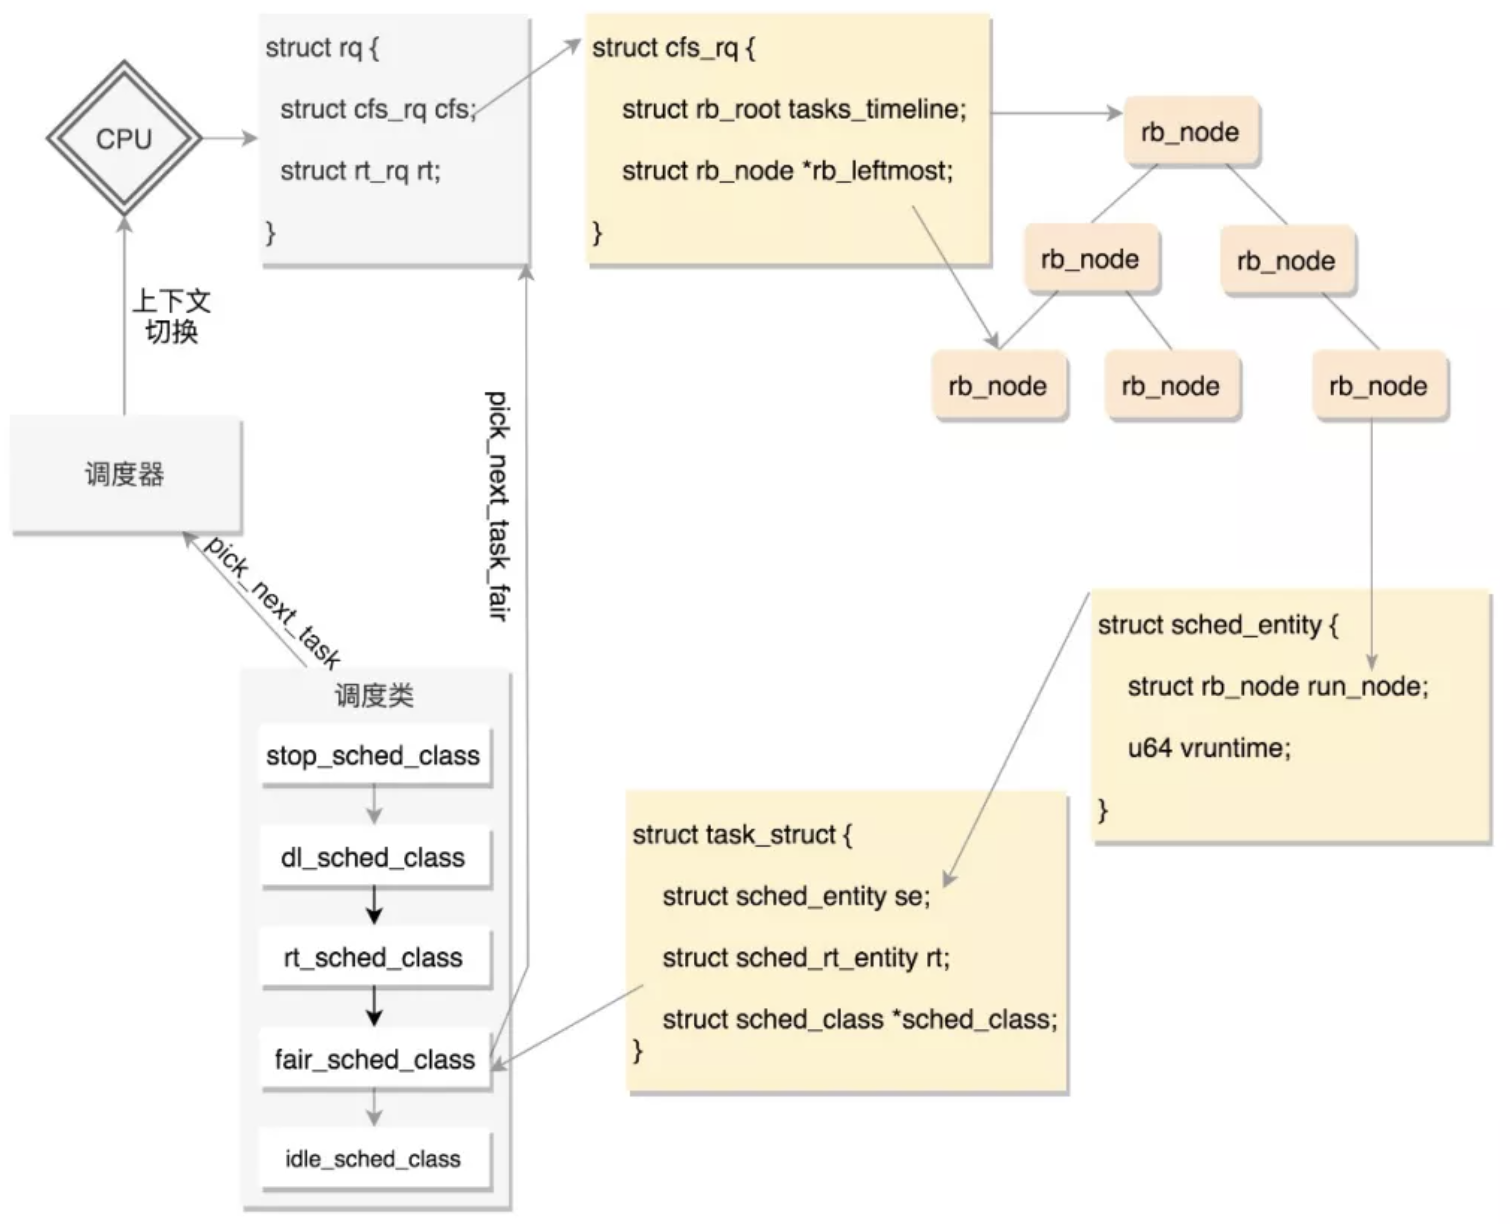 CPU
struct rq {
struct cfs_rq cfs;
struct rt_rq rt;
}
struct cfs_rq {
struct rb_root tasks_timeline;
struct rb_node *rb_leftmost;
}
rb_node
rb_node
rb_node
rb_node
rb_node
rb_node
上下文
切换
调度器
pick_next_task
pick_next_task_fair
调度类
stop_sched_class
dl_sched_class
rt_sched_class
fair_sched_class
idle_sched_class
struct task_struct {
struct sched_entity se;
struct sched_rt_entity rt;
struct sched_class *sched_class;
}
struct sched_entity {
struct rb_node run_node;
u64 vruntime;
}